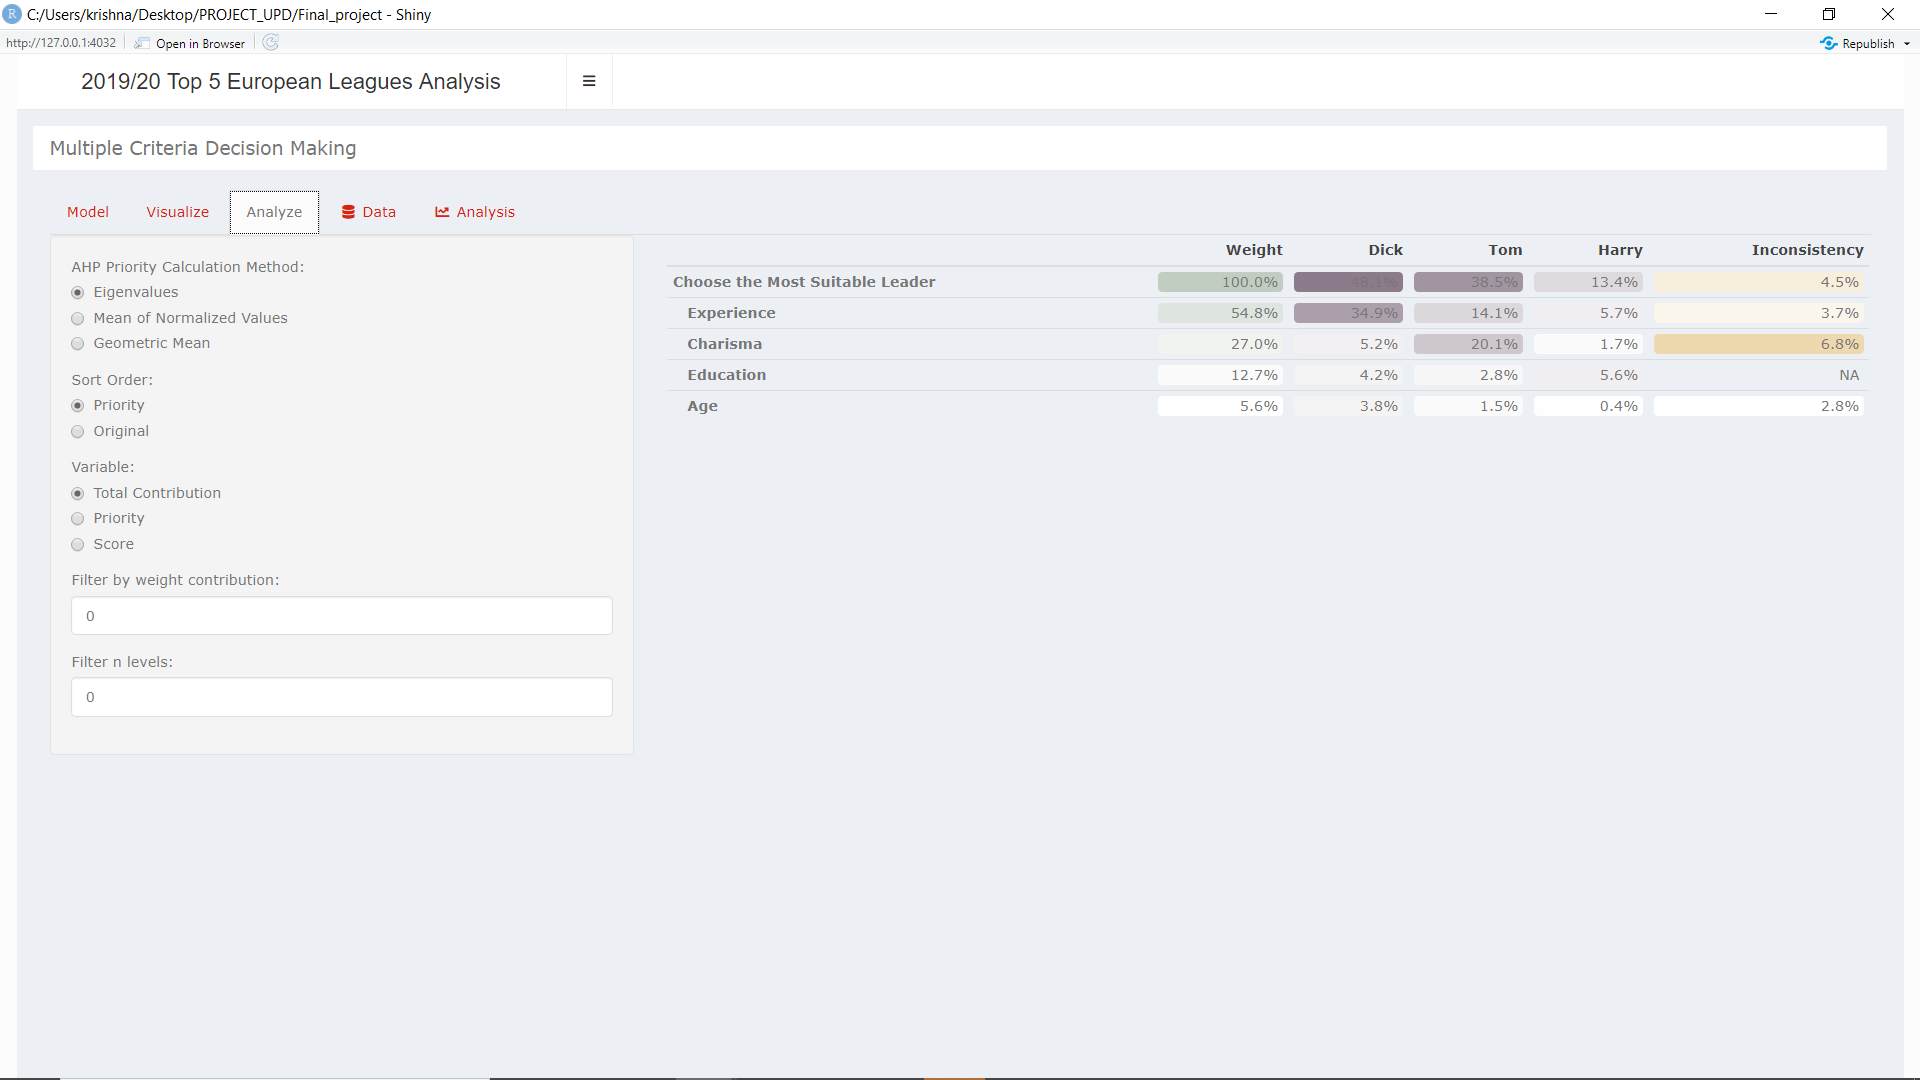 C:/Users/krishna/Desktop/PROJECT_UPD/Final_project - Shiny
http://127.0.0.1:4032 Open in Browser Republish
2019/20 Top 5 European Leagues Analysis
Multiple Criteria Decision Making
Model Visualize Analyze Data Analysis
AHP Priority Calculation Method:
Eigenvalues
Mean of Normalized Values
Geometric Mean
Sort Order:
Priority
Original
Variable:
Total Contribution
Priority
Score
Filter by weight contribution:
0
Filter n levels:
0
Weight Dick Tom Harry Inconsistency
Choose the Most Suitable Leader 100.0% 48.1% 38.5% 13.4% 4.5%
Experience 54.8% 34.9% 14.1% 5.7% 3.7%
Charisma 27.0% 5.2% 20.1% 1.7% 6.8%
Education 12.7% 4.2% 2.8% 5.6% NA
Age 5.6% 3.8% 1.5% 0.4% 2.8%